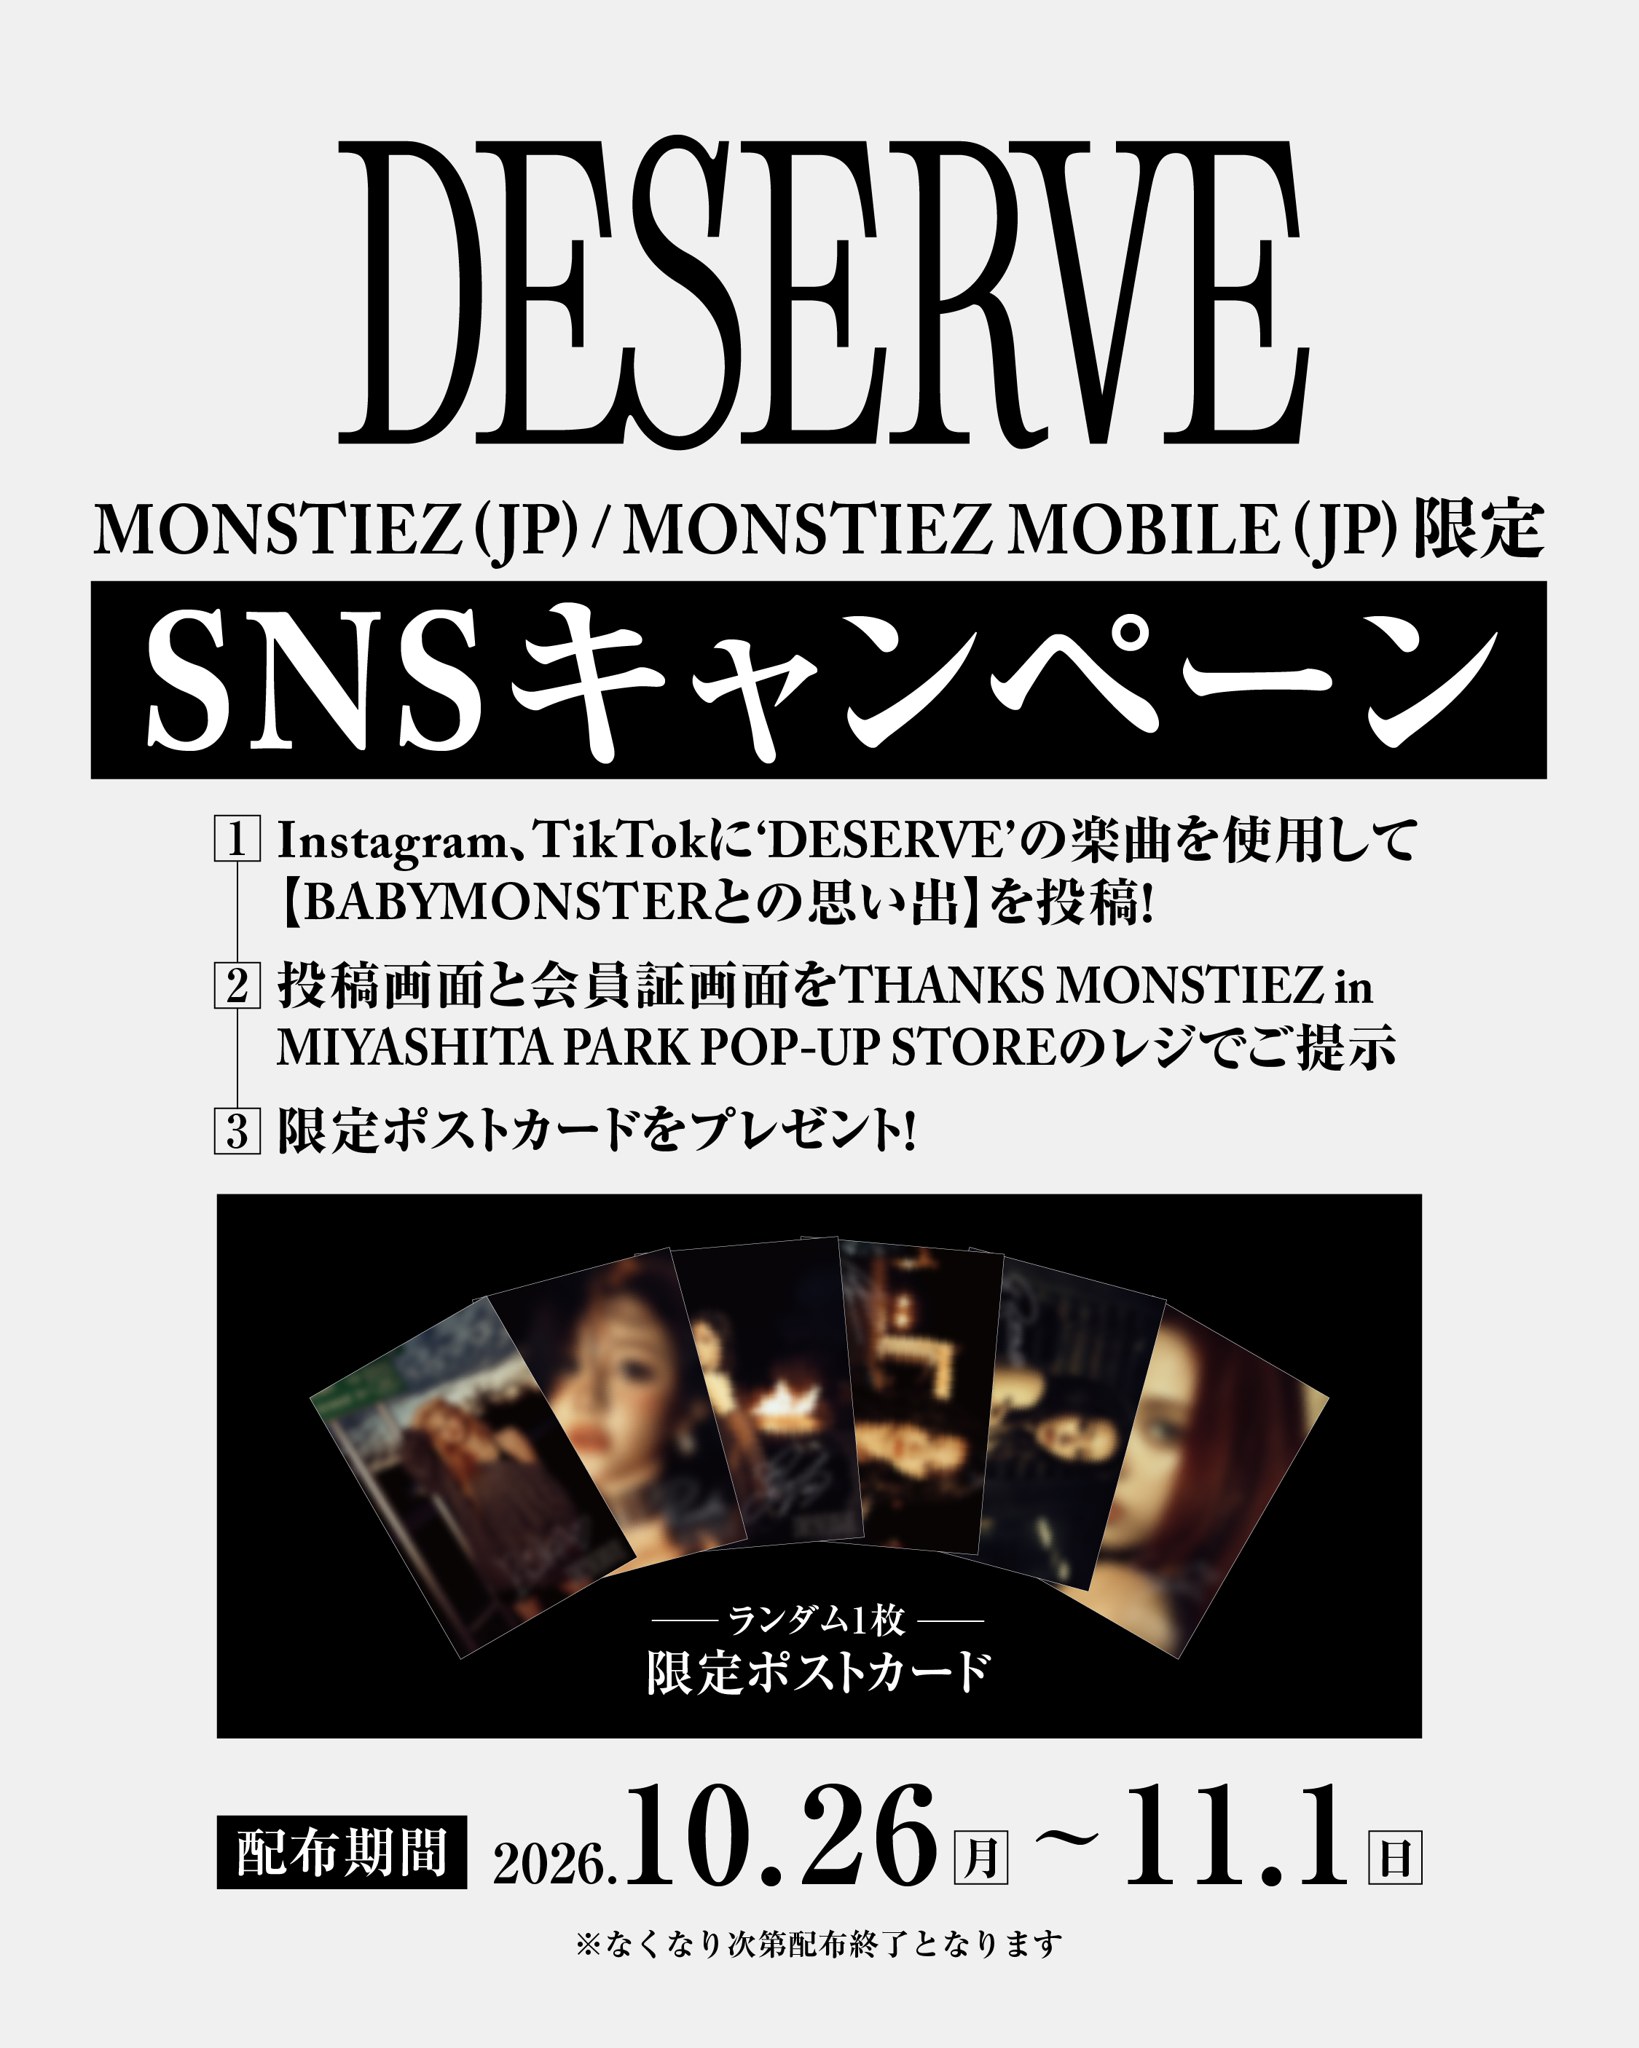 DESERVE
MONSTIEZ (JP) / MONSTIEZ MOBILE (JP) 限定
SNSキャンペーン
1 Instagram、TikTokに‘DESERVE’の楽曲を使用して
【BABYMONSTERとの思い出】を投稿!
2 投稿画面と会員証画面をTHANKS MONSTIEZ in
MIYASHITA PARK POP-UP STOREのレジでご提示
3 限定ポストカードをプレゼント!
ランダム1枚
限定ポストカード
配布期間 2026.10.26 月 〜 11.1 日
※なくなり次第配布終了となります